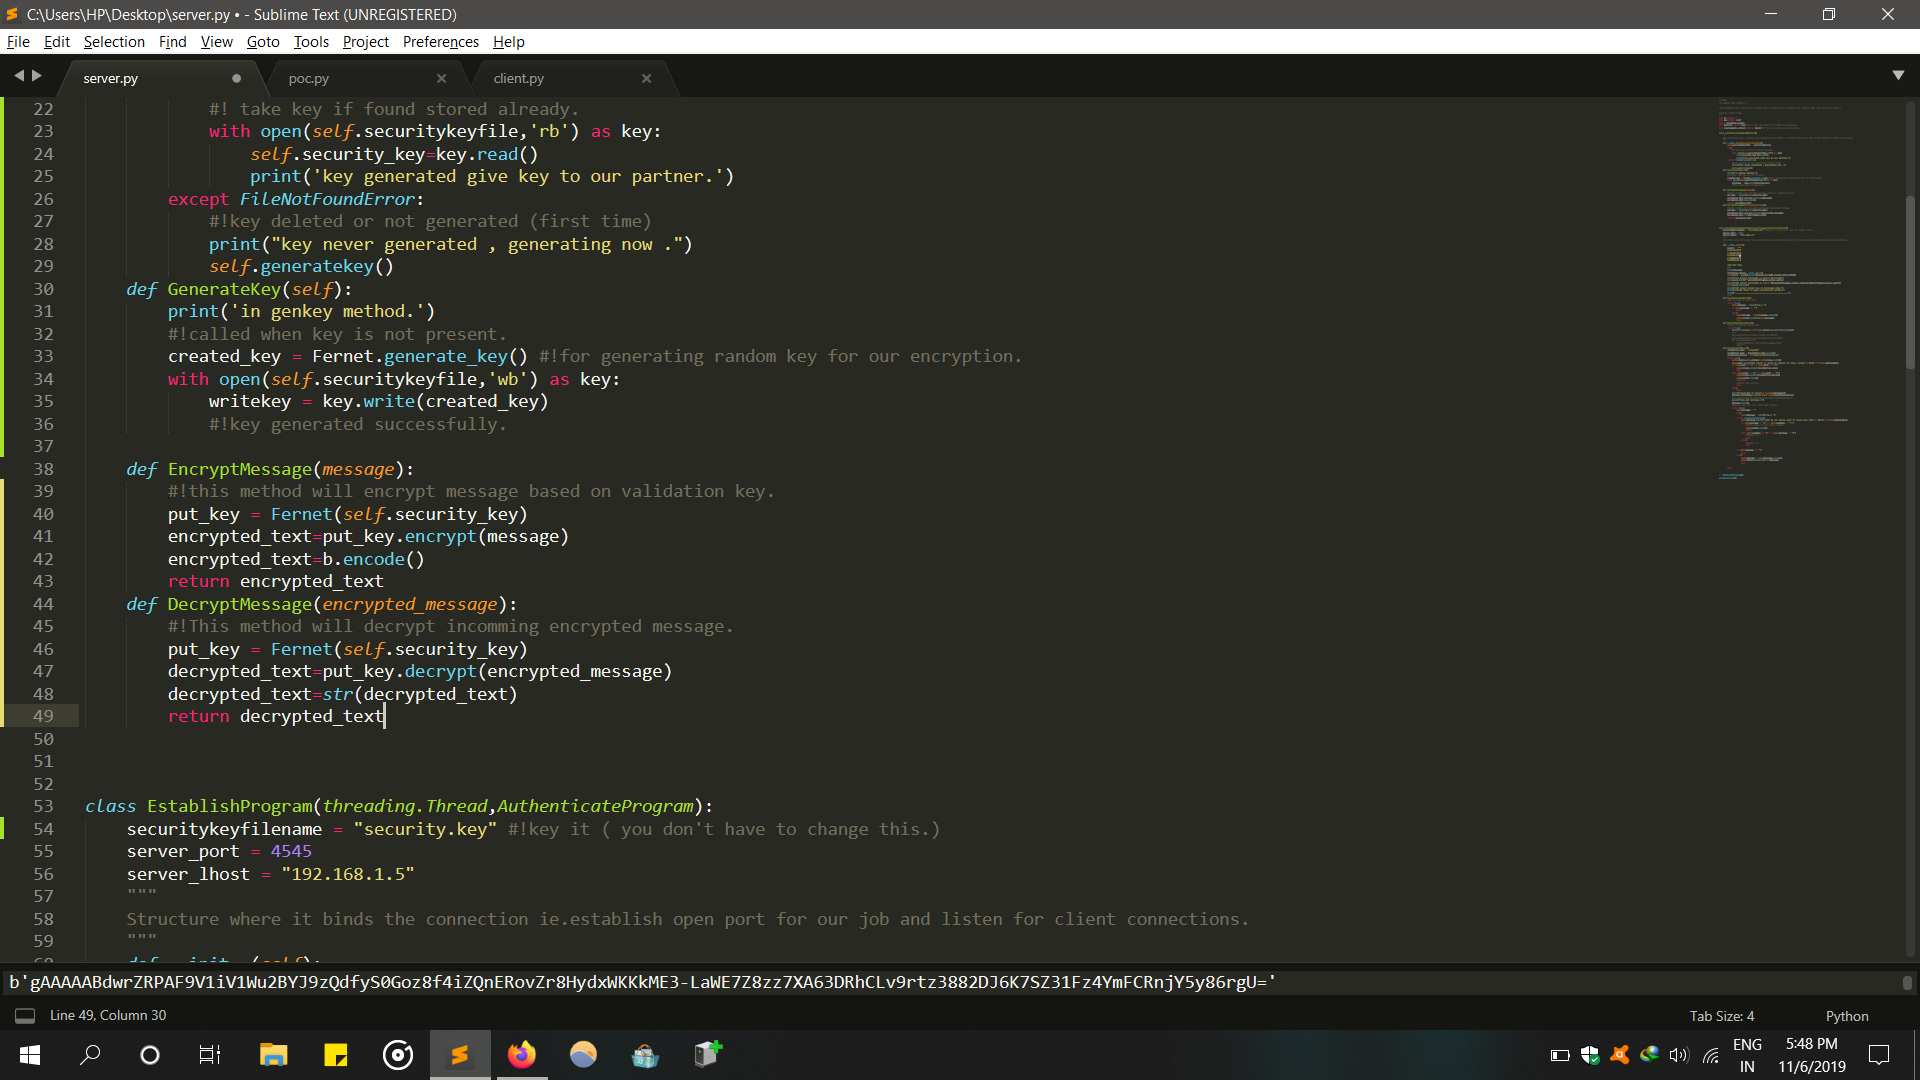 C:\Users\HP\Desktop\server.py • - Sublime Text (UNREGISTERED)
File Edit Selection Find View Goto Tools Project Preferences Help
server.py poc.py client.py
22 #! take key if found stored already.
23 with open(self.securitykeyfile,'rb') as key:
24 self.security_key=key.read()
25 print('key generated give key to our partner.')
26 except FileNotFoundError:
27 #!key deleted or not generated (first time)
28 print("key never generated , generating now .")
29 self.generatekey()
30 def GenerateKey(self):
31 print('in genkey method.')
32 #!called when key is not present.
33 created_key = Fernet.generate_key() #!for generating random key for our encryption.
34 with open(self.securitykeyfile,'wb') as key:
35 writekey = key.write(created_key)
36 #!key generated successfully.
37
38 def EncryptMessage(message):
39 #!this method will encrypt message based on validation key.
40 put_key = Fernet(self.security_key)
41 encrypted_text=put_key.encrypt(message)
42 encrypted_text=b.encode()
43 return encrypted_text
44 def DecryptMessage(encrypted_message):
45 #!This method will decrypt incomming encrypted message.
46 put_key = Fernet(self.security_key)
47 decrypted_text=put_key.decrypt(encrypted_message)
48 decrypted_text=str(decrypted_text)
49 return decrypted_text
50
51
52
53 class EstablishProgram(threading.Thread,AuthenticateProgram):
54 securitykeyfilename = "security.key" #!key it ( you don't have to change this.)
55 server_port = 4545
56 server_lhost = "192.168.1.5"
57 """
58 Structure where it binds the connection ie.establish open port for our job and listen for client connections.
59 """
b'gAAAAABdwrZRPAF9V1iV1Wu2BYJ9zQdfyS0Goz8f4iZQnERovZr8HydxWKKkME3-LaWE7Z8zz7XA63DRhCLv9rtz3882DJ6K7SZ31Fz4YmFCRnjY5y86rgU='
Line 49, Column 30 Tab Size: 4 Python
ENG 5:48 PM
IN 11/6/2019